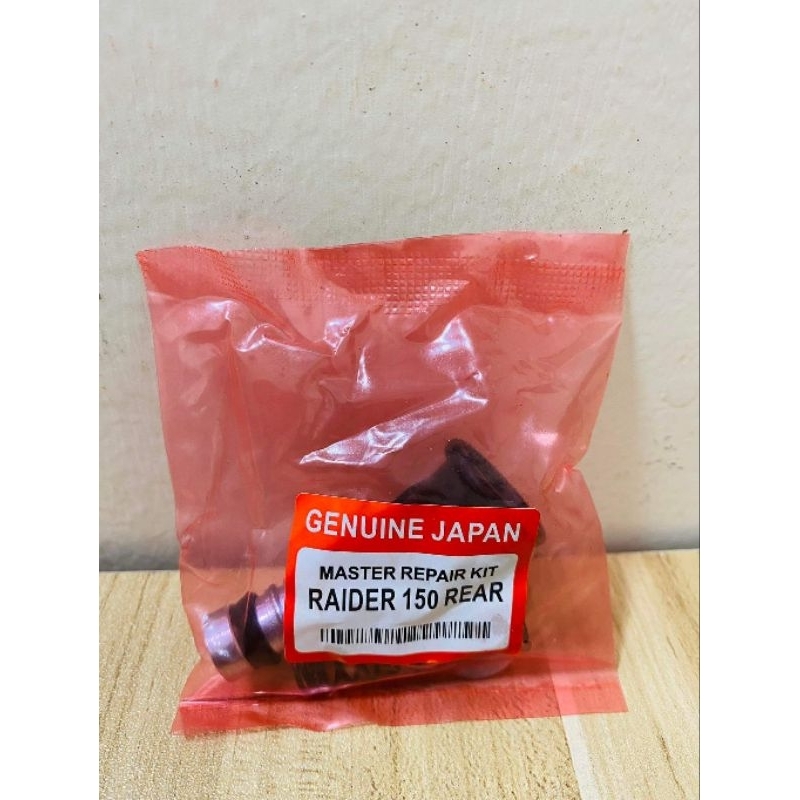 GENUINE JAPAN
MASTER REPAIR KIT
RAIDER 150 REAR